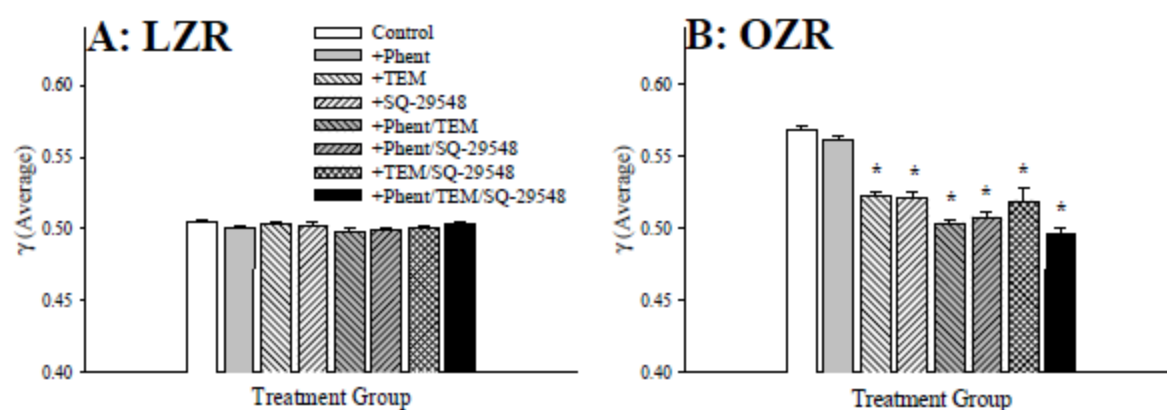 A: LZR
Control
+Phent
+TEM
+SQ-29548
+Phent/TEM
+Phent/SQ-29548
+TEM/SQ-29548
+Phent/TEM/SQ-29548
γ (Average)
0.60
0.55
0.50
0.45
0.40
Treatment Group
B: OZR
γ (Average)
0.60
0.55
0.50
0.45
0.40
* * * * * *
Treatment Group